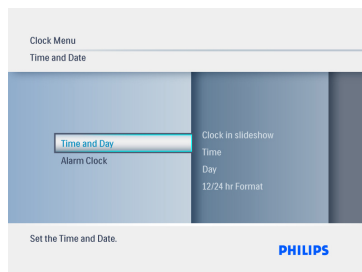 Clock Menu
Time and Date
Time and Day
Alarm Clock
Clock in slideshow
Time
Day
12/24 hr Format
Set the Time and Date.
PHILIPS